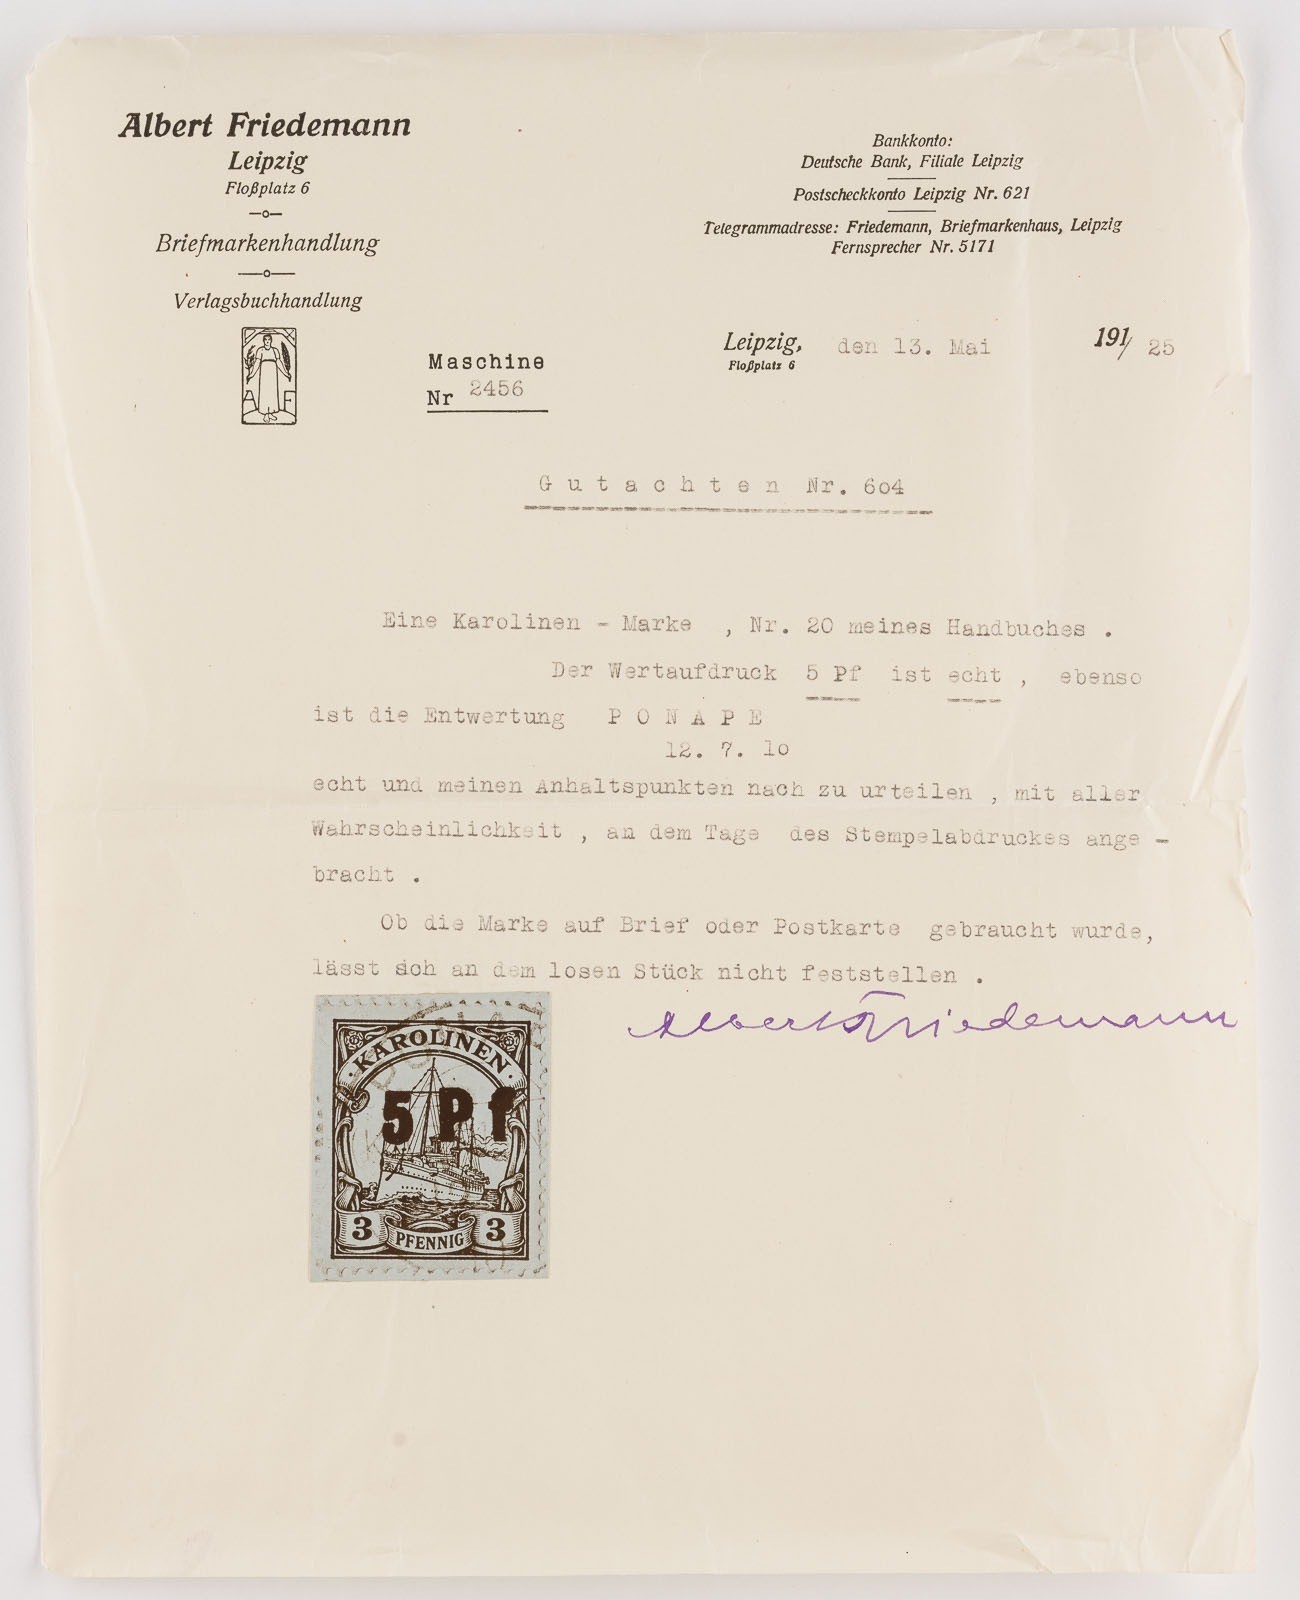 Albert Friedemann
Leipzig
Floßplatz 6
Briefmarkenhandlung
Verlagsbuchhandlung
A F
Bankkonto:
Deutsche Bank, Filiale Leipzig
Postscheckkonto Leipzig Nr. 621
Telegrammadresse: Friedemann, Briefmarkenhaus, Leipzig
Fernsprecher Nr. 5171
Maschine
Nr 2456
Leipzig, den 13. Mai 191/ 25
Floßplatz 6
Gutachten Nr. 604
Eine Karolinen - Marke , Nr. 20 meines Handbuches .
Der Wertaufdruck 5 Pf ist echt , ebenso
ist die Entwertung PONAPE
12. 7. 10
echt und meinen Anhaltspunkten nach zu urteilen , mit aller
Wahrscheinlichkeit , an dem Tage des Stempelabdruckes ange -
bracht .
Ob die Marke auf Brief oder Postkarte gebraucht wurde,
lässt sich an dem losen Stück nicht feststellen .
Albert Friedemann
KAROLINEN
5 Pf
3 PFENNIG 3